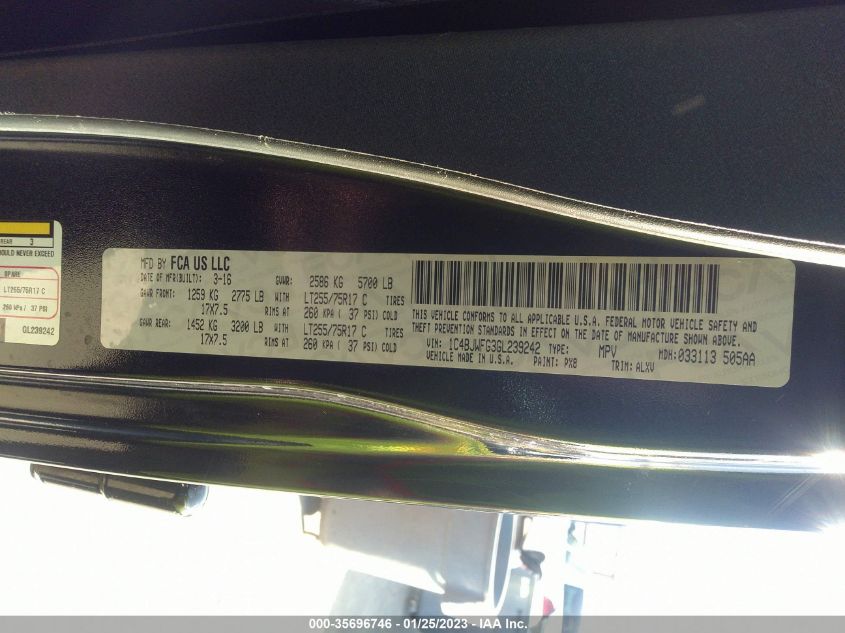 REAR 3
OULD NEVER EXCEED
SPARE
LT255/75R17 C
260 KPA / 37 PSI
GL239242
MFD BY FCA US LLC
DATE OF MFR(BUILT): 3-16 GVWR: 2586 KG 5700 LB
GAWR FRONT: 1259 KG 2775 LB WITH LT255/75R17 C TIRES
17X7.5 RIMS AT 260 KPA ( 37 PSI) COLD
GAWR REAR: 1452 KG 3200 LB WITH LT255/75R17 C TIRES
17X7.5 RIMS AT 260 KPA ( 37 PSI) COLD
THIS VEHICLE CONFORMS TO ALL APPLICABLE U.S.A. FEDERAL MOTOR VEHICLE SAFETY AND
THEFT PREVENTION STANDARDS IN EFFECT ON THE DATE OF MANUFACTURE SHOWN ABOVE.
VIN: 1C4BJWFG3GL239242 TYPE: MPV MDH: 033113 505AA
VEHICLE MADE IN U.S.A. PAINT: PX8 TRIM: ALXV
000-35696746 - 01/25/2023 - IAA Inc.